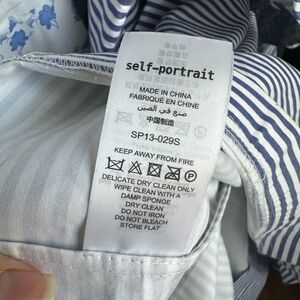 self-portrait
MADE IN CHINA
FABRIQUÉ EN CHINE
صنع في الصين
中国制造
SP13-029S
KEEP AWAY FROM FIRE
P
DELICATE DRY CLEAN ONLY
WIPE CLEAN WITH A
DAMP SPONGE
DRY CLEAN
DO NOT IRON
DO NOT BLEACH
STORE FLAT